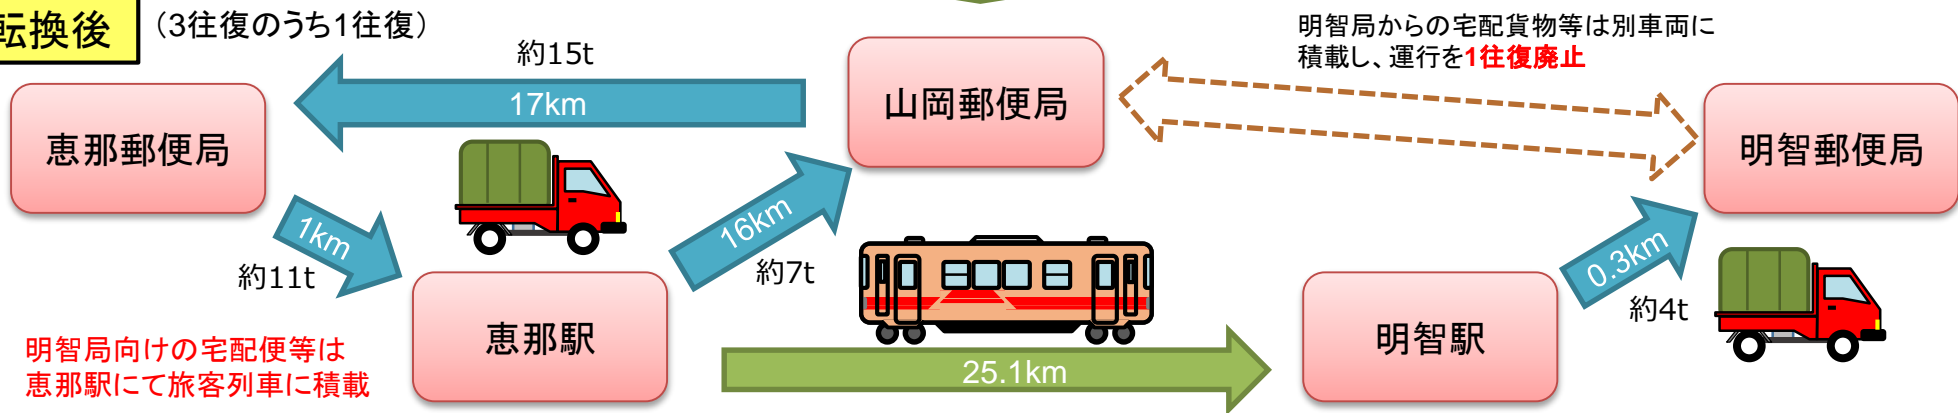 転換後
（3往復のうち1往復）
約15t
17km
恵那郵便局
山岡郵便局
明智局からの宅配貨物等は別車両に
積載し、運行を1往復廃止
明智郵便局
1km
約11t
16km
約7t
0.3km
約4t
恵那駅
明智駅
25.1km
明智局向けの宅配便等は
恵那駅にて旅客列車に積載